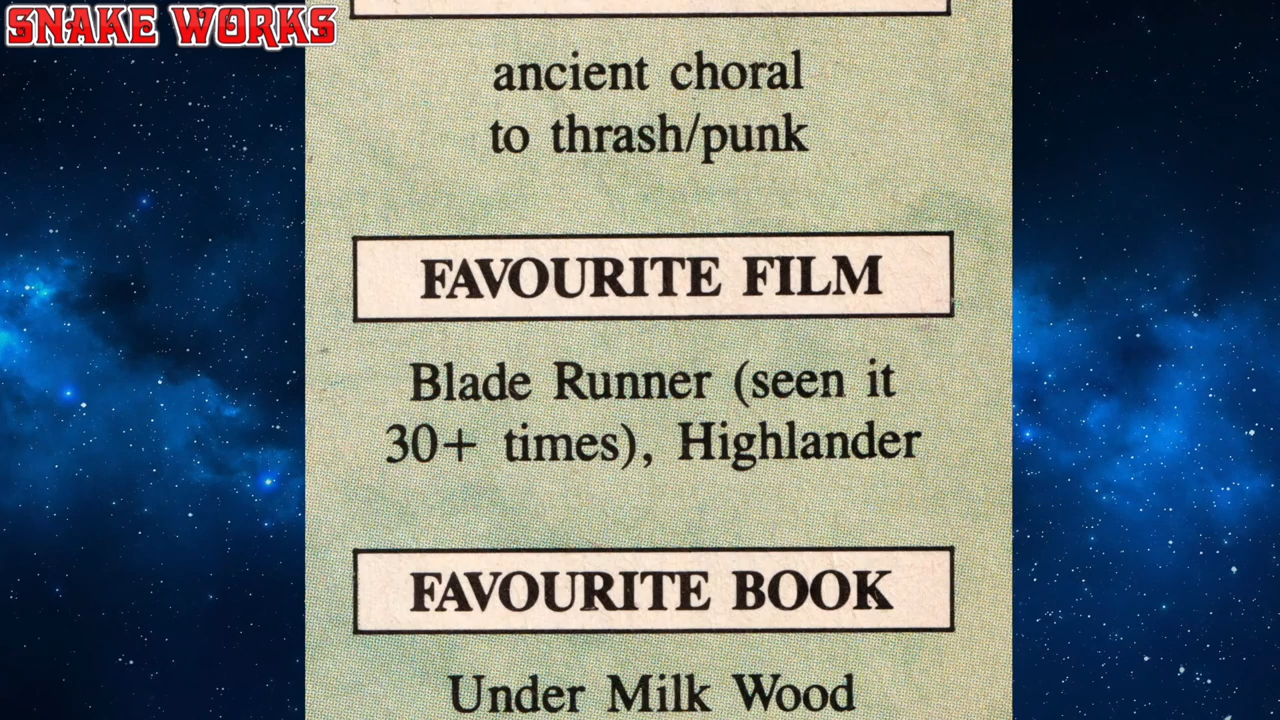 SNAKE WORKS
ancient choral
to thrash/punk
FAVOURITE FILM
Blade Runner (seen it
30+ times), Highlander
FAVOURITE BOOK
Under Milk Wood